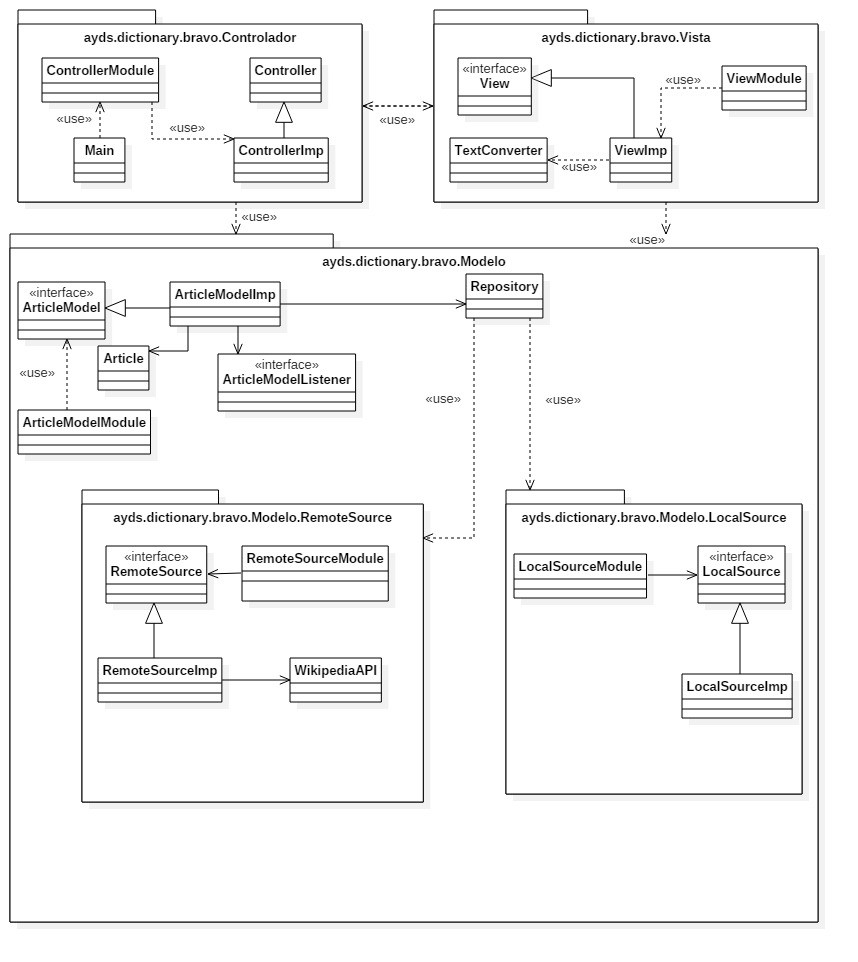 ayds.dictionary.bravo.Controlador
ControllerModule
Controller
«use»
«use»
Main
ControllerImp
«use»
ayds.dictionary.bravo.Vista
«interface»
View
«use»
ViewModule
TextConverter
ViewImp
«use»
«use»
«use»
ayds.dictionary.bravo.Modelo
«interface»
ArticleModel
ArticleModelImp
Repository
Article
«interface»
ArticleModelListener
«use»
ArticleModelModule
«use»
«use»
ayds.dictionary.bravo.Modelo.RemoteSource
«interface»
RemoteSource
RemoteSourceModule
RemoteSourceImp
WikipediaAPI
ayds.dictionary.bravo.Modelo.LocalSource
LocalSourceModule
«interface»
LocalSource
LocalSourceImp